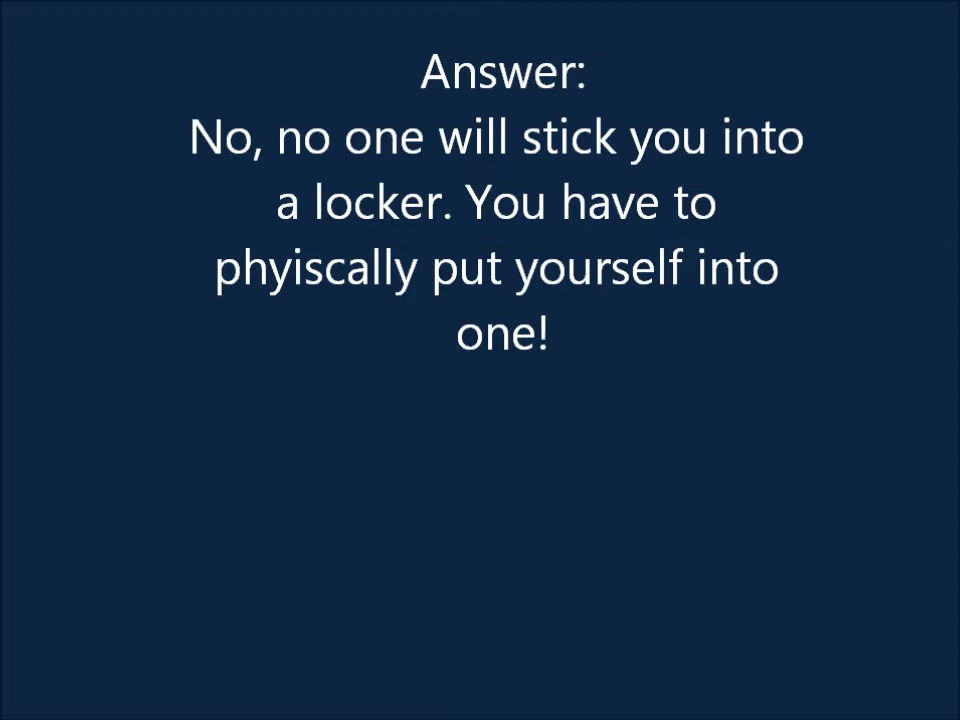 Answer:
No, no one will stick you into
a locker. You have to
phyiscally put yourself into
one!